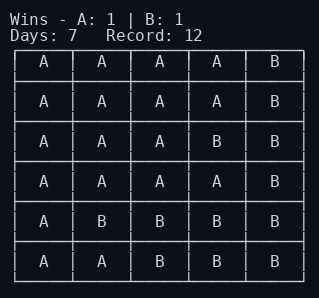 Wins - A: 1 | B: 1
Days: 7 Record: 12
A A A A B
A A A A B
A A A B B
A A A A B
A B B B B
A A B B B